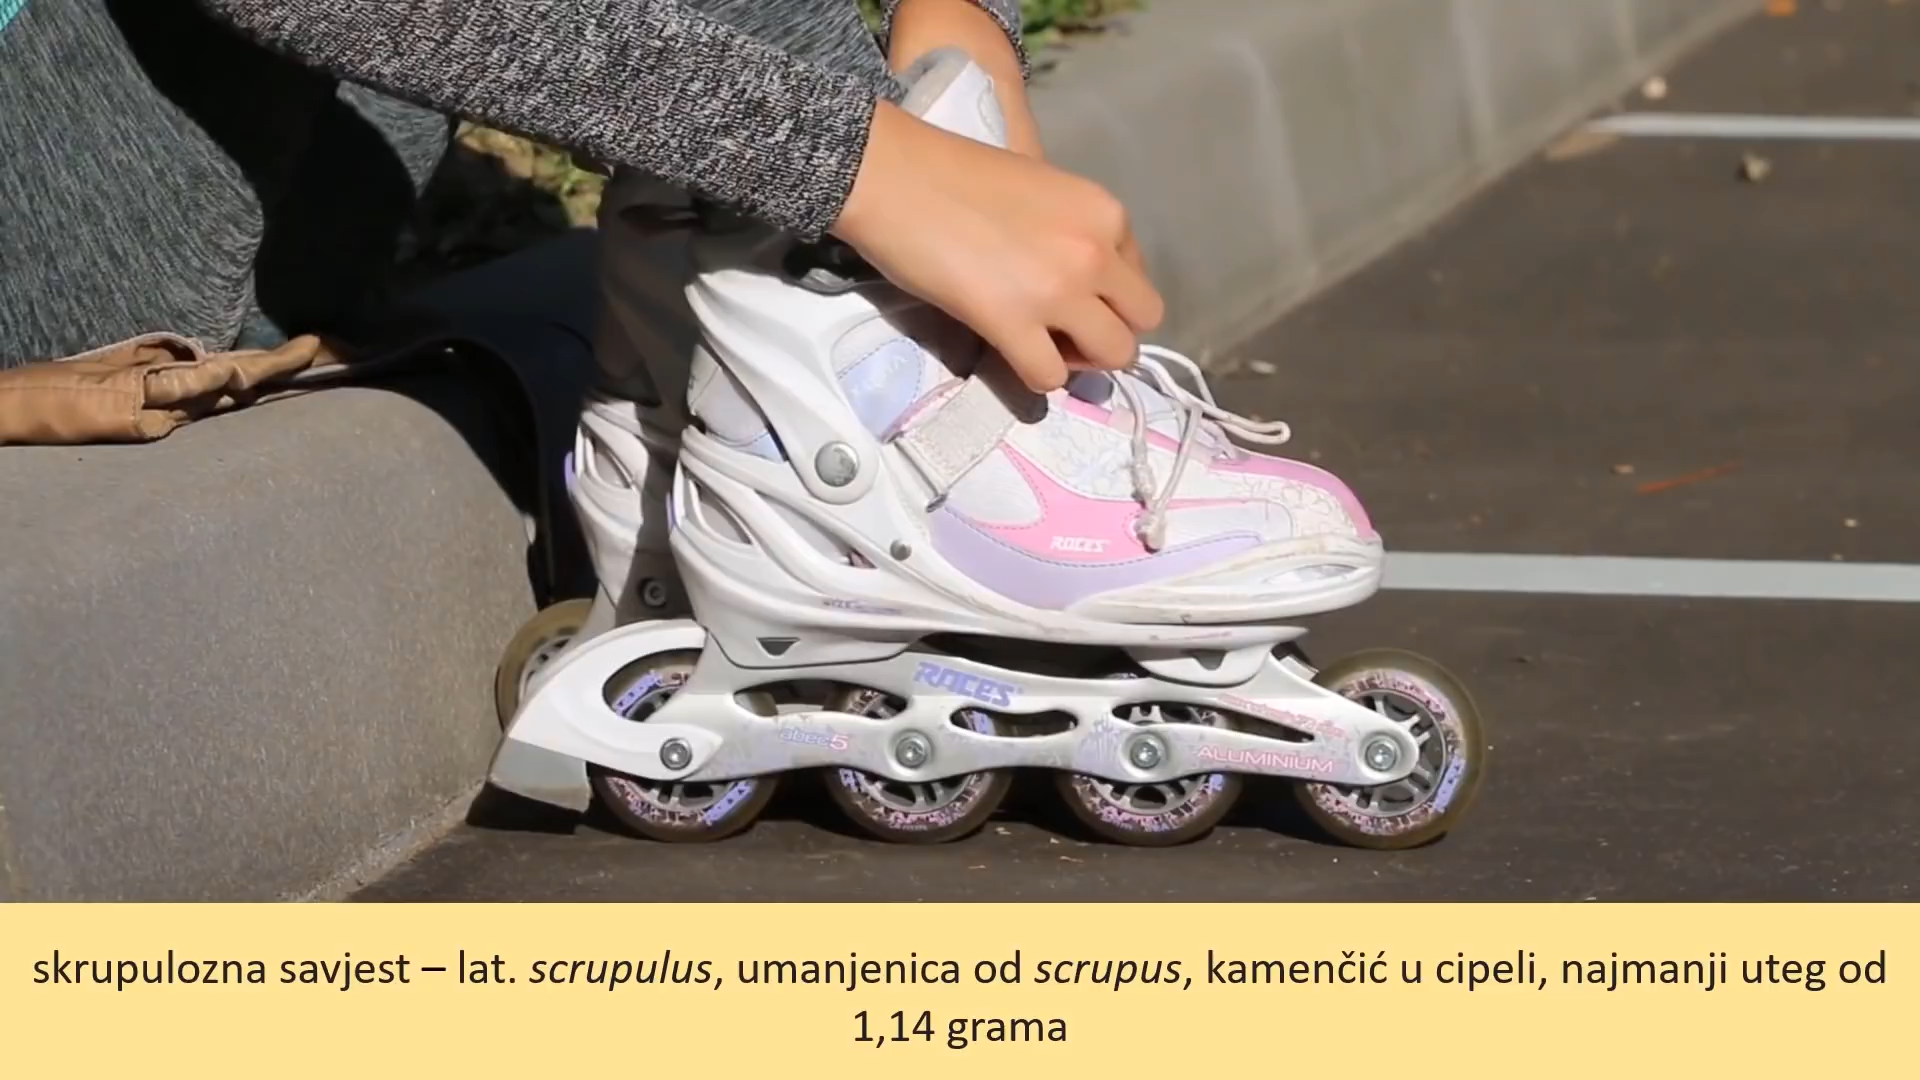 ROCES
ROCES
abec5
ALUMINIUM
skrupulozna savjest – lat. scrupulus, umanjenica od scrupus, kamenčić u cipeli, najmanji uteg od
1,14 grama